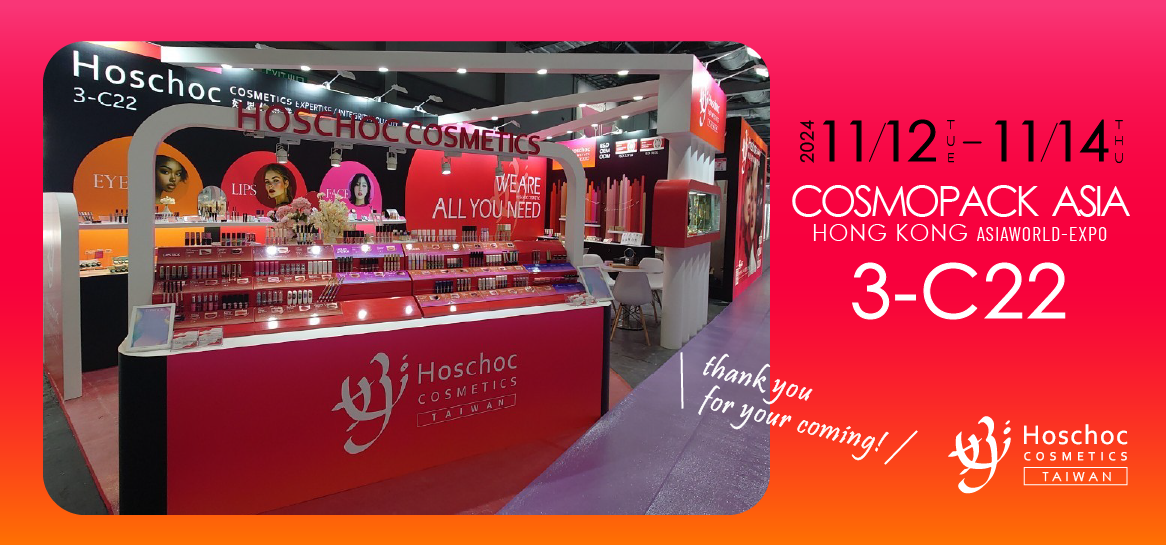 Hoschoc
3-C22
COSMETICS EXPERTISE / INTEGR
HOSCHOC COSMETICS
EYE
LIPS
FACE
WE ARE
ALL YOU NEED
Hoschoc
COSMETICS
TAIWAN
2024 11/12 TUE – 11/14 THU
COSMOPACK ASIA
HONG KONG ASIAWORLD-EXPO
3-C22
thank you
for your coming!
Hoschoc
COSMETICS
TAIWAN